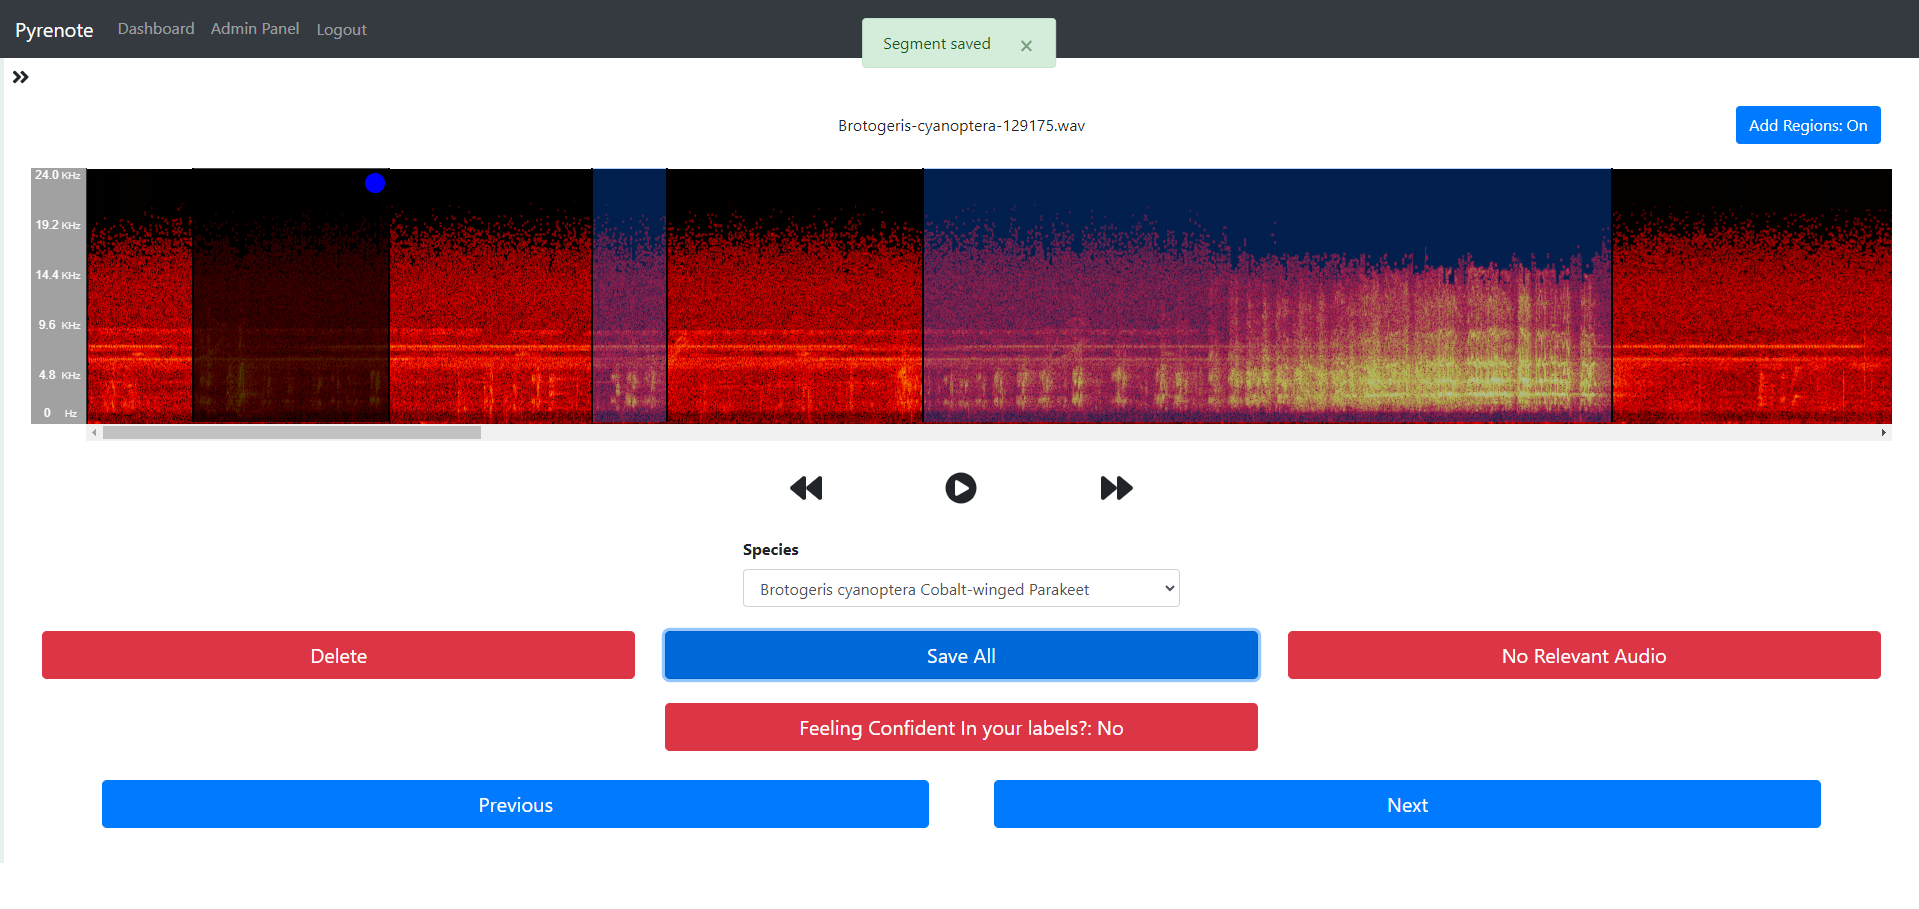 Pyrenote Dashboard Admin Panel Logout
Segment saved ×
Brotogeris-cyanoptera-129175.wav
Add Regions: On
24.0 KHz
19.2 KHz
14.4 KHz
9.6 KHz
4.8 KHz
0 Hz
Species
Brotogeris cyanoptera Cobalt-winged Parakeet
Delete
Save All
No Relevant Audio
Feeling Confident In your labels?: No
Previous
Next